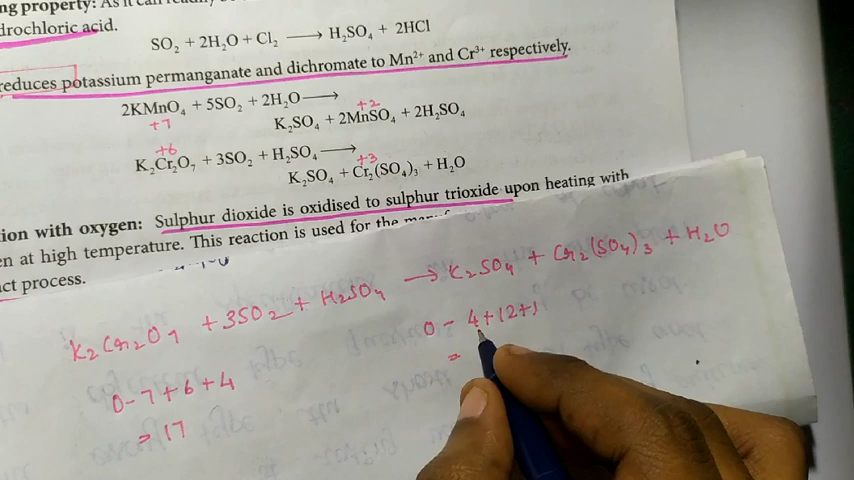 ng property: As it can readily be
drochloric acid.
SO₂ + 2H₂O + Cl₂ ⟶ H₂SO₄ + 2HCl
reduces potassium permanganate and dichromate to Mn²⁺ and Cr³⁺ respectively.
2KMnO₄ + 5SO₂ + 2H₂O ⟶
+7
+2
K₂SO₄ + 2MnSO₄ + 2H₂SO₄
+6
K₂Cr₂O₇ + 3SO₂ + H₂SO₄ ⟶
+3
K₂SO₄ + Cr₂(SO₄)₃ + H₂O
tion with oxygen: Sulphur dioxide is oxidised to sulphur trioxide upon heating with
en at high temperature. This reaction is used for the
act process.
K₂Cr₂O₇ + 3SO₂ + H₂SO₄ → K₂SO₄ + Cr₂(SO₄)₃ + H₂O
0 - 7 + 6 + 4
= 17
0 - 4 + 12 + 1
=